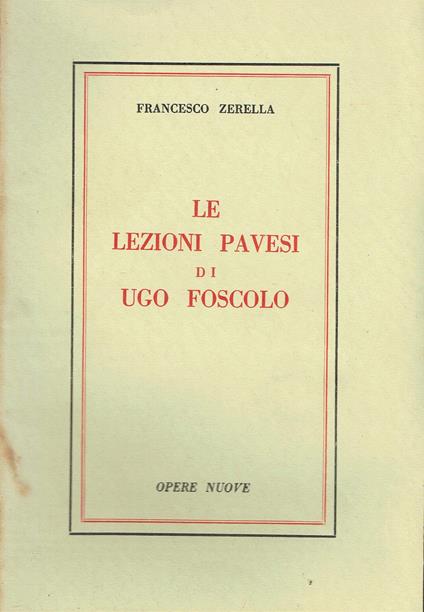 FRANCESCO ZERELLA
LE
LEZIONI PAVESI
DI
UGO FOSCOLO
OPERE NUOVE